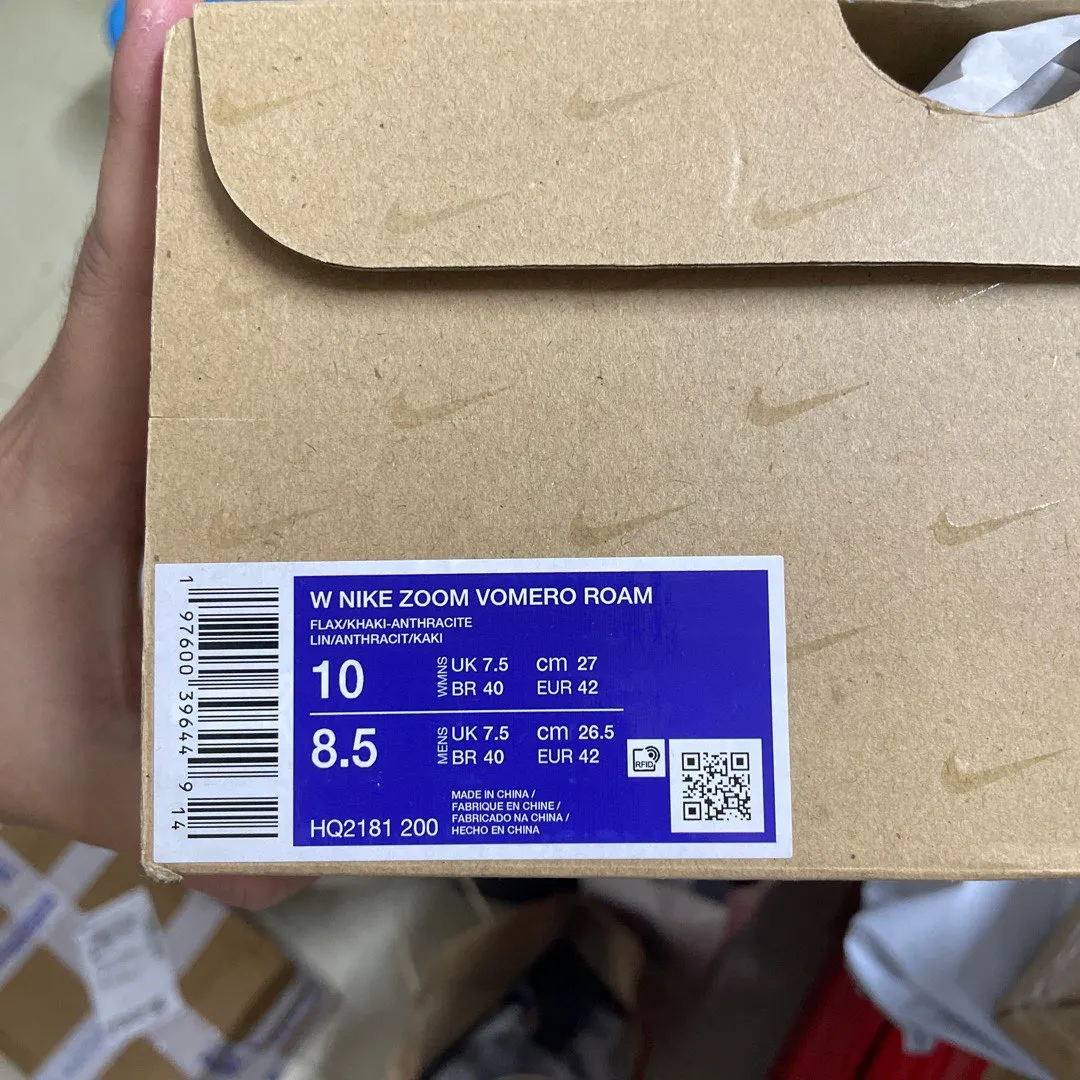 1 97600 39644 9 14
W NIKE ZOOM VOMERO ROAM
FLAX/KHAKI-ANTHRACITE
LIN/ANTHRACIT/KAKI
10
WMNS
UK 7.5 cm 27
BR 40 EUR 42
8.5
MENS
UK 7.5 cm 26.5
BR 40 EUR 42
RFID
MADE IN CHINA /
FABRIQUE EN CHINE /
FABRICADO NA CHINA /
HECHO EN CHINA
HQ2181 200